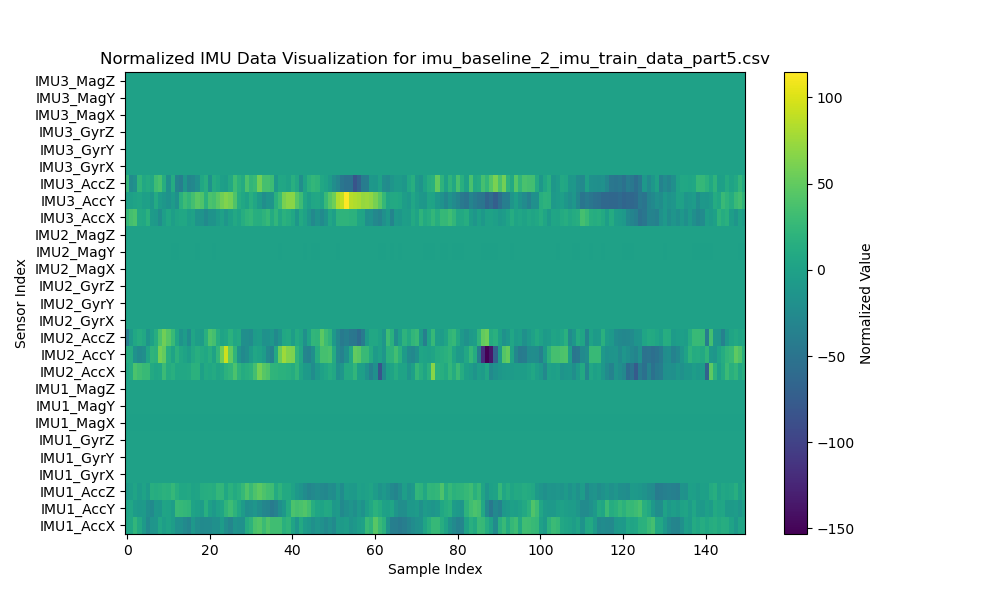 Normalized IMU Data Visualization for imu_baseline_2_imu_train_data_part5.csv
Sensor Index
IMU3_MagZ
IMU3_MagY
IMU3_MagX
IMU3_GyrZ
IMU3_GyrY
IMU3_GyrX
IMU3_AccZ
IMU3_AccY
IMU3_AccX
IMU2_MagZ
IMU2_MagY
IMU2_MagX
IMU2_GyrZ
IMU2_GyrY
IMU2_GyrX
IMU2_AccZ
IMU2_AccY
IMU2_AccX
IMU1_MagZ
IMU1_MagY
IMU1_MagX
IMU1_GyrZ
IMU1_GyrY
IMU1_GyrX
IMU1_AccZ
IMU1_AccY
IMU1_AccX
0 20 40 60 80 100 120 140
Sample Index
100
50
0
−50
−100
−150
Normalized Value